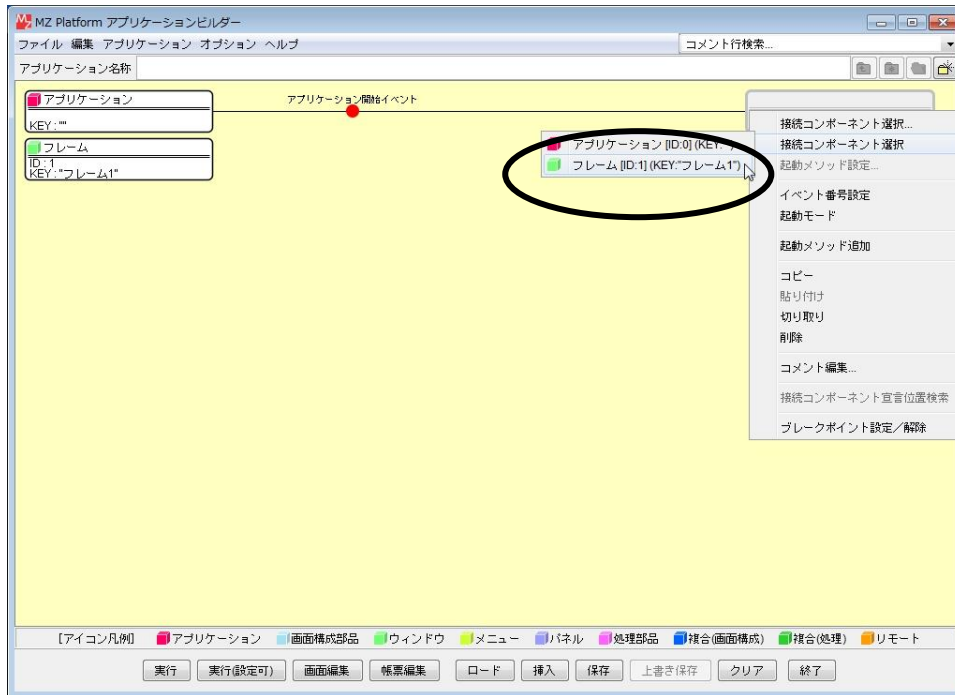 MZ Platform アプリケーションビルダー
ファイル 編集 アプリケーション オプション ヘルプ
コメント行検索...
アプリケーション名称
アプリケーション
KEY : ""
アプリケーション開始イベント
フレーム
ID : 1
KEY : "フレーム1"
アプリケーション [ID:0] (KEY:
フレーム [ID:1] (KEY:"フレーム1")
接続コンポーネント選択...
接続コンポーネント選択
起動メソッド設定...
イベント番号設定
起動モード
起動メソッド追加
コピー
貼り付け
切り取り
削除
コメント編集...
接続コンポーネント宣言位置検索
ブレークポイント設定／解除
[アイコン凡例] アプリケーション 画面構成部品 ウィンドウ メニュー パネル 処理部品 複合(画面構成) 複合(処理) リモート
実行 実行(設定可) 画面編集 帳票編集 ロード 挿入 保存 上書き保存 クリア 終了